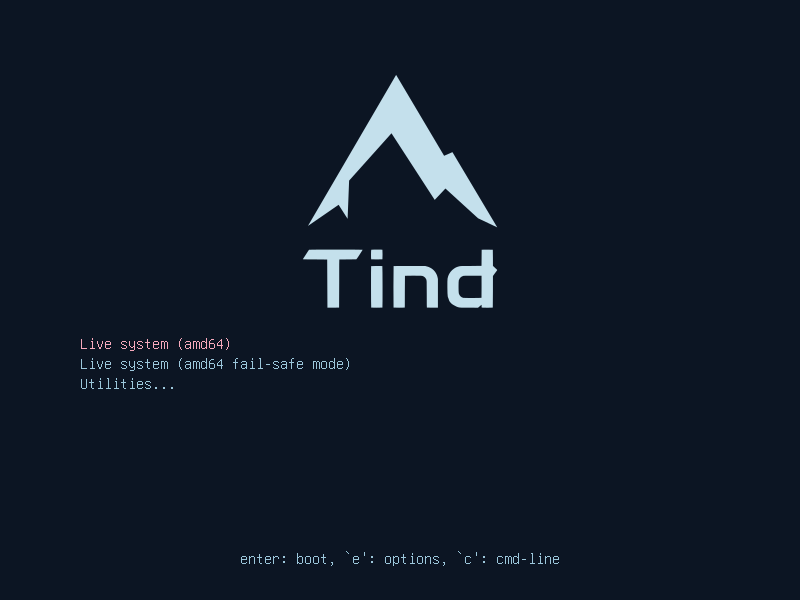 Tind
Live system (amd64)
Live system (amd64 fail-safe mode)
Utilities...
enter: boot, `e': options, `c': cmd-line